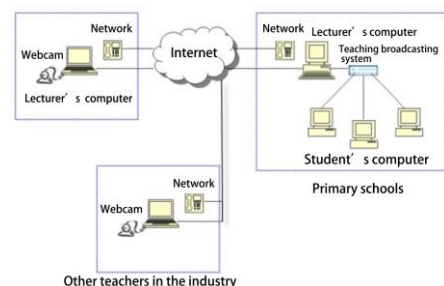 Network
Webcam
Lecturer's computer
Internet
Network
Lecturer's computer
Teaching broadcasting
system
Student's computer
Primary schools
Network
Webcam
Other teachers in the industry